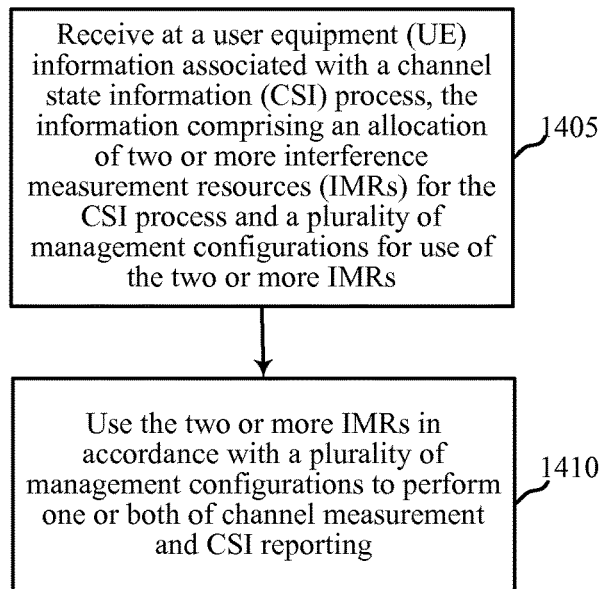 Receive at a user equipment (UE)
information associated with a channel
state information (CSI) process, the
information comprising an allocation
of two or more interference
measurement resources (IMRs) for the
CSI process and a plurality of
management configurations for use of
the two or more IMRs
1405
Use the two or more IMRs in
accordance with a plurality of
management configurations to perform
one or both of channel measurement
and CSI reporting
1410